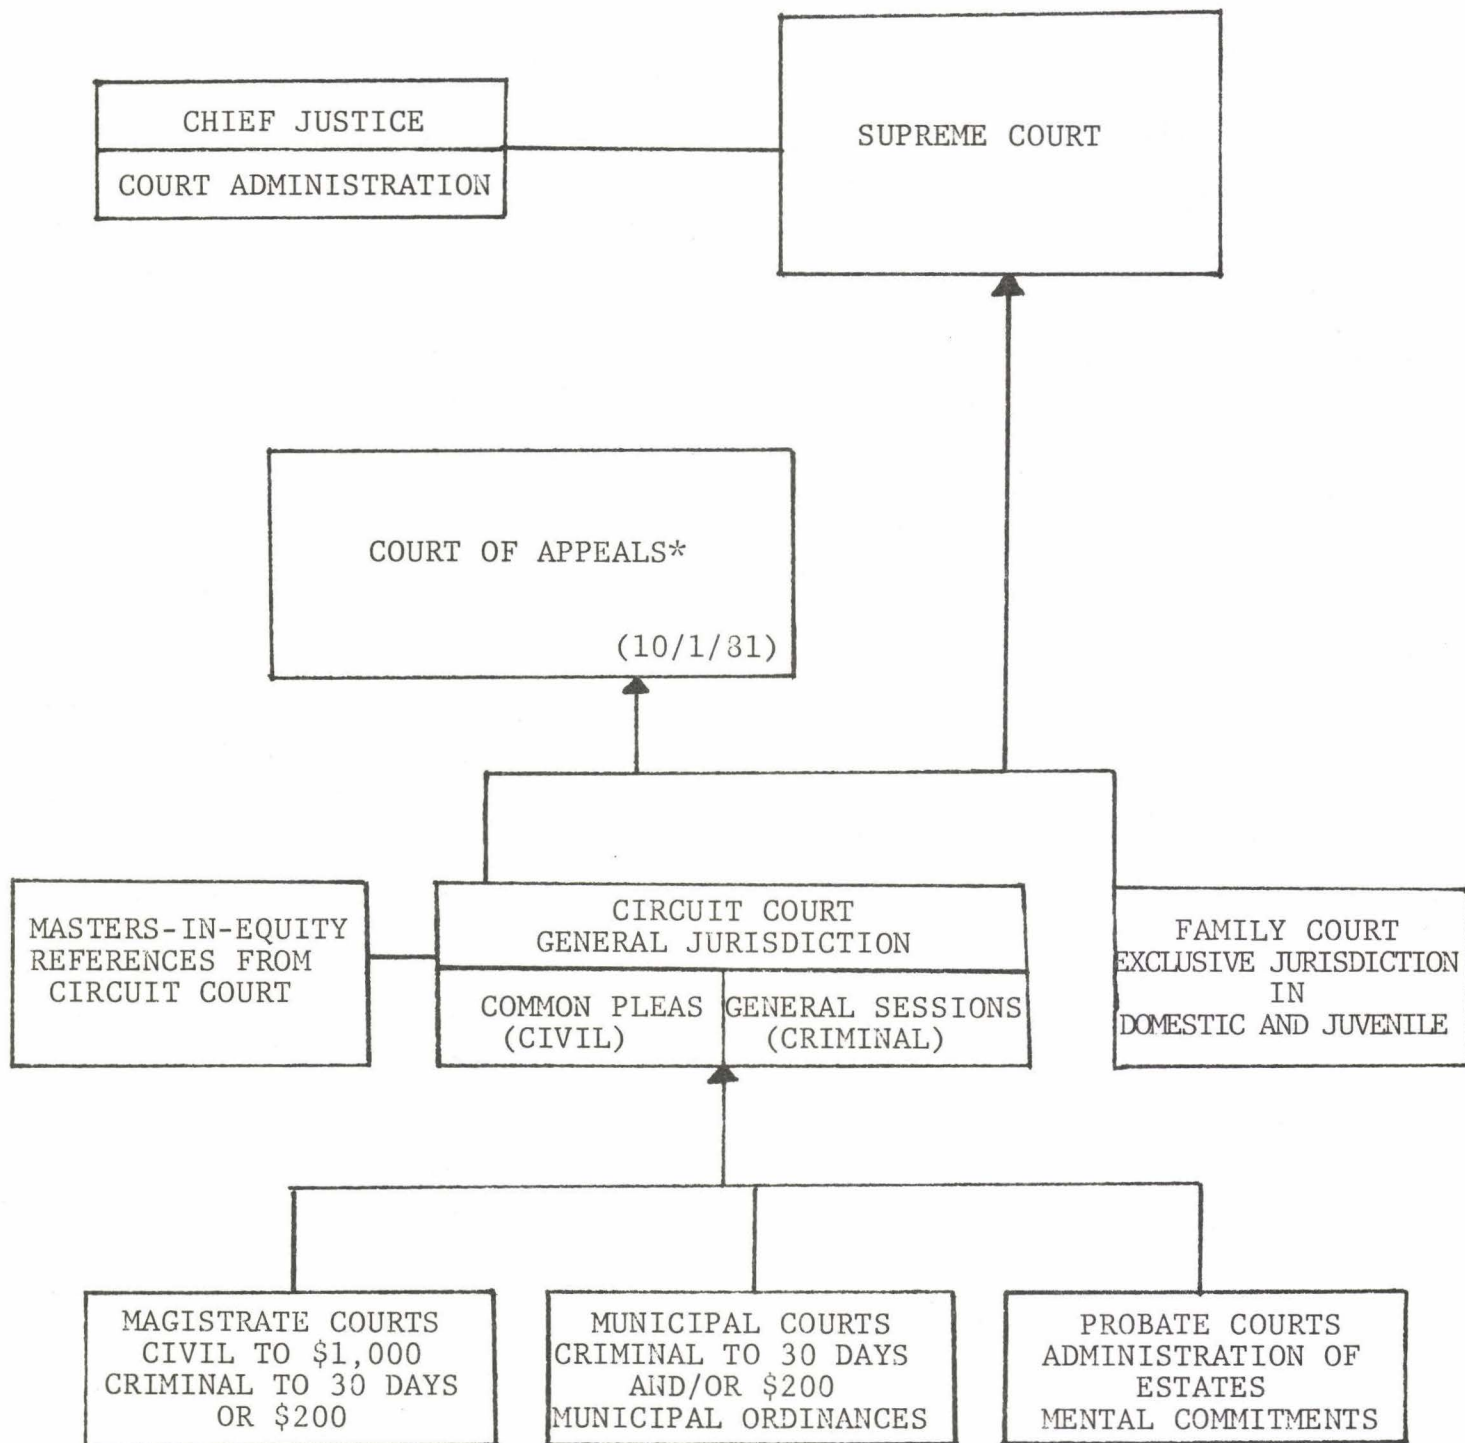 CHIEF JUSTICE
COURT ADMINISTRATION
SUPREME COURT
COURT OF APPEALS*
(10/1/81)
MASTERS-IN-EQUITY
REFERENCES FROM
CIRCUIT COURT
CIRCUIT COURT
GENERAL JURISDICTION
COMMON PLEAS
(CIVIL)
GENERAL SESSIONS
(CRIMINAL)
FAMILY COURT
EXCLUSIVE JURISDICTION
IN
DOMESTIC AND JUVENILE
MAGISTRATE COURTS
CIVIL TO $1,000
CRIMINAL TO 30 DAYS
OR $200
MUNICIPAL COURTS
CRIMINAL TO 30 DAYS
AND/OR $200
MUNICIPAL ORDINANCES
PROBATE COURTS
ADMINISTRATION OF
ESTATES
MENTAL COMMITMENTS